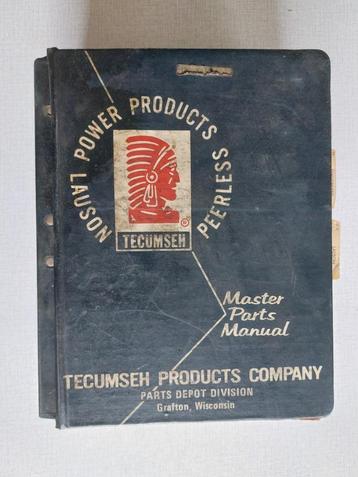 LAUSON POWER PRODUCTS PEERLESS
®
TECUMSEH
Master
Parts
Manual
TECUMSEH PRODUCTS COMPANY
PARTS DEPOT DIVISION
Grafton, Wisconsin